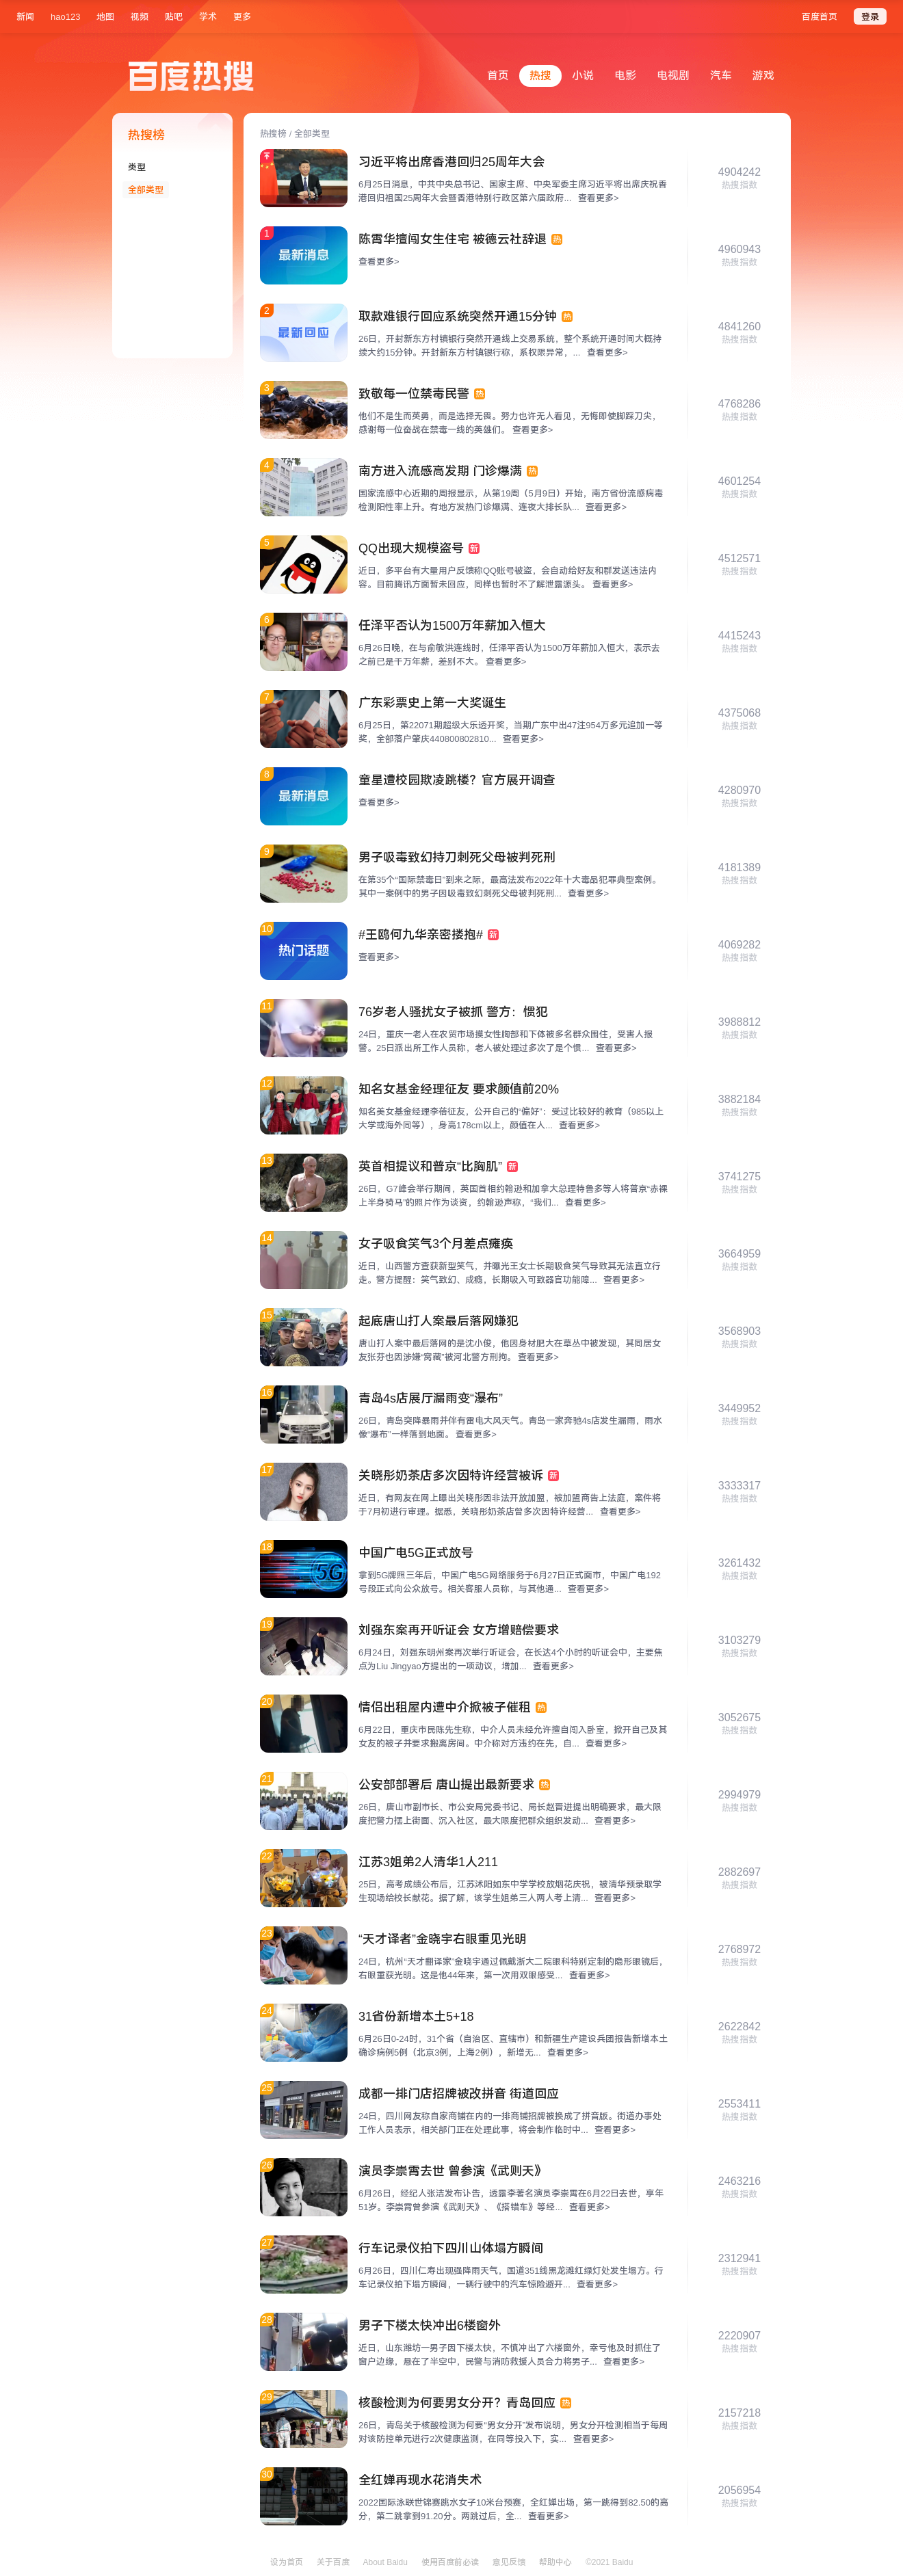 新闻 hao123 地图 视频 贴吧 学术 更多 百度首页 登录
百度热搜
首页 热搜 小说 电影 电视剧 汽车 游戏
热搜榜
类型
全部类型
热搜榜 / 全部类型
习近平将出席香港回归25周年大会
6月25日消息，中共中央总书记、国家主席、中央军委主席习近平将出席庆祝香
港回归祖国25周年大会暨香港特别行政区第六届政府... 查看更多>
4904242
热搜指数
1
最新消息
陈霄华擅闯女生住宅 被德云社辞退 热
查看更多>
4960943
热搜指数
2
最新回应
取款难银行回应系统突然开通15分钟 热
26日，开封新东方村镇银行突然开通线上交易系统，整个系统开通时间大概持
续大约15分钟。开封新东方村镇银行称，系权限异常，... 查看更多>
4841260
热搜指数
3
致敬每一位禁毒民警 热
他们不是生而英勇，而是选择无畏。努力也许无人看见，无悔即使脚踩刀尖，
感谢每一位奋战在禁毒一线的英雄们。 查看更多>
4768286
热搜指数
4
南方进入流感高发期 门诊爆满 热
国家流感中心近期的周报显示，从第19周（5月9日）开始，南方省份流感病毒
检测阳性率上升。有地方发热门诊爆满、连夜大排长队... 查看更多>
4601254
热搜指数
5
QQ出现大规模盗号 新
近日，多平台有大量用户反馈称QQ账号被盗，会自动给好友和群发送违法内
容。目前腾讯方面暂未回应，同样也暂时不了解泄露源头。 查看更多>
4512571
热搜指数
6
任泽平否认为1500万年薪加入恒大
6月26日晚，在与俞敏洪连线时，任泽平否认为1500万年薪加入恒大，表示去
之前已是千万年薪，差别不大。 查看更多>
4415243
热搜指数
7
广东彩票史上第一大奖诞生
6月25日，第22071期超级大乐透开奖，当期广东中出47注954万多元追加一等
奖，全部落户肇庆440800802810... 查看更多>
4375068
热搜指数
8
最新消息
童星遭校园欺凌跳楼？官方展开调查
查看更多>
4280970
热搜指数
9
男子吸毒致幻持刀刺死父母被判死刑
在第35个“国际禁毒日”到来之际，最高法发布2022年十大毒品犯罪典型案例。
其中一案例中的男子因吸毒致幻刺死父母被判死刑... 查看更多>
4181389
热搜指数
10
热门话题
#王鸥何九华亲密搂抱# 新
查看更多>
4069282
热搜指数
11
76岁老人骚扰女子被抓 警方：惯犯
24日，重庆一老人在农贸市场摸女性胸部和下体被多名群众围住，受害人报
警。25日派出所工作人员称，老人被处理过多次了是个惯... 查看更多>
3988812
热搜指数
12
知名女基金经理征友 要求颜值前20%
知名美女基金经理李蓓征友，公开自己的“偏好”：受过比较好的教育（985以上
大学或海外同等），身高178cm以上，颜值在人... 查看更多>
3882184
热搜指数
13
英首相提议和普京“比胸肌” 新
26日，G7峰会举行期间，英国首相约翰逊和加拿大总理特鲁多等人将普京“赤裸
上半身骑马”的照片作为谈资，约翰逊声称，“我们... 查看更多>
3741275
热搜指数
14
女子吸食笑气3个月差点瘫痪
近日，山西警方查获新型笑气，并曝光王女士长期吸食笑气导致其无法直立行
走。警方提醒：笑气致幻、成瘾，长期吸入可致器官功能障... 查看更多>
3664959
热搜指数
15
起底唐山打人案最后落网嫌犯
唐山打人案中最后落网的是沈小俊，他因身材肥大在草丛中被发现，其同居女
友张芬也因涉嫌“窝藏”被河北警方刑拘。 查看更多>
3568903
热搜指数
16
青岛4s店展厅漏雨变“瀑布”
26日，青岛突降暴雨并伴有雷电大风天气。青岛一家奔驰4s店发生漏雨，雨水
像“瀑布”一样落到地面。 查看更多>
3449952
热搜指数
17
关晓彤奶茶店多次因特许经营被诉 新
近日，有网友在网上曝出关晓彤因非法开放加盟，被加盟商告上法庭，案件将
于7月初进行审理。据悉，关晓彤奶茶店曾多次因特许经营... 查看更多>
3333317
热搜指数
18
5G
中国广电5G正式放号
拿到5G牌照三年后，中国广电5G网络服务于6月27日正式面市，中国广电192
号段正式向公众放号。相关客服人员称，与其他通... 查看更多>
3261432
热搜指数
19
刘强东案再开听证会 女方增赔偿要求
6月24日，刘强东明州案再次举行听证会，在长达4个小时的听证会中，主要焦
点为Liu Jingyao方提出的一项动议，增加... 查看更多>
3103279
热搜指数
20
情侣出租屋内遭中介掀被子催租 热
6月22日，重庆市民陈先生称，中介人员未经允许擅自闯入卧室，掀开自己及其
女友的被子并要求搬离房间。中介称对方违约在先，自... 查看更多>
3052675
热搜指数
21
公安部部署后 唐山提出最新要求 热
26日，唐山市副市长、市公安局党委书记、局长赵晋进提出明确要求，最大限
度把警力摆上街面、沉入社区，最大限度把群众组织发动... 查看更多>
2994979
热搜指数
22
江苏3姐弟2人清华1人211
25日，高考成绩公布后，江苏沭阳如东中学学校放烟花庆祝，被清华预录取学
生现场给校长献花。据了解，该学生姐弟三人两人考上清... 查看更多>
2882697
热搜指数
23
“天才译者”金晓宇右眼重见光明
24日，杭州“天才翻译家”金晓宇通过佩戴浙大二院眼科特别定制的隐形眼镜后，
右眼重获光明。这是他44年来，第一次用双眼感受... 查看更多>
2768972
热搜指数
24
31省份新增本土5+18
6月26日0-24时，31个省（自治区、直辖市）和新疆生产建设兵团报告新增本土
确诊病例5例（北京3例，上海2例），新增无... 查看更多>
2622842
热搜指数
25
成都一排门店招牌被改拼音 街道回应
24日，四川网友称自家商铺在内的一排商铺招牌被换成了拼音版。街道办事处
工作人员表示，相关部门正在处理此事，将会制作临时中... 查看更多>
2553411
热搜指数
26
演员李崇霄去世 曾参演《武则天》
6月26日，经纪人张洁发布讣告，透露李著名演员李崇霄在6月22日去世，享年
51岁。李崇霄曾参演《武则天》、《搭错车》等经... 查看更多>
2463216
热搜指数
27
行车记录仪拍下四川山体塌方瞬间
6月26日，四川仁寿出现强降雨天气，国道351线黑龙滩红绿灯处发生塌方。行
车记录仪拍下塌方瞬间，一辆行驶中的汽车惊险避开... 查看更多>
2312941
热搜指数
28
男子下楼太快冲出6楼窗外
近日，山东潍坊一男子因下楼太快，不慎冲出了六楼窗外，幸亏他及时抓住了
窗户边缘，悬在了半空中，民警与消防救援人员合力将男子... 查看更多>
2220907
热搜指数
29
核酸检测为何要男女分开？青岛回应 热
26日，青岛关于核酸检测为何要“男女分开”发布说明，男女分开检测相当于每周
对该防控单元进行2次健康监测，在同等投入下，实... 查看更多>
2157218
热搜指数
30
全红婵再现水花消失术
2022国际泳联世锦赛跳水女子10米台预赛，全红婵出场，第一跳得到82.50的高
分，第二跳拿到91.20分。两跳过后，全... 查看更多>
2056954
热搜指数
设为首页 关于百度 About Baidu 使用百度前必读 意见反馈 帮助中心 ©2021 Baidu